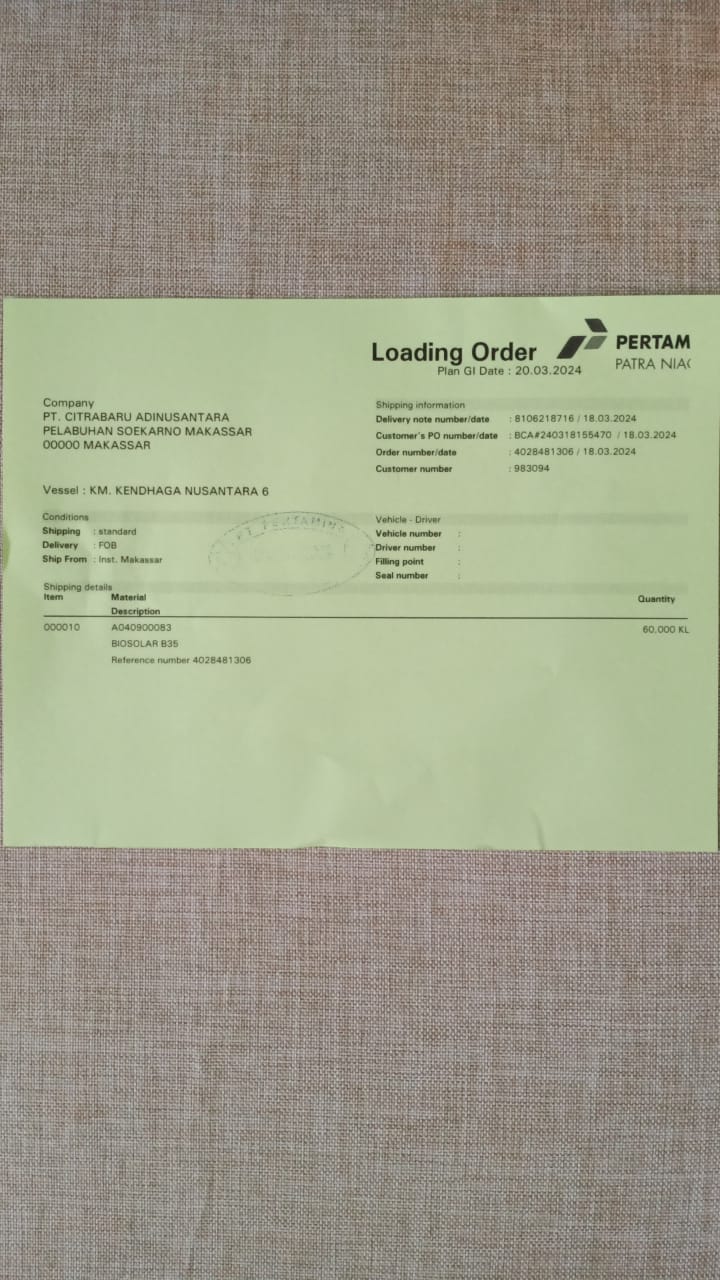 Loading Order
PERTAM
PATRA NIA
Plan GI Date : 20.03.2024
Company
PT. CITRABARU ADINUSANTARA
PELABUHAN SOEKARNO MAKASSAR
00000 MAKASSAR
Shipping information
Delivery note number/date : 8106218716 / 18.03.2024
Customer's PO number/date : BCA#240318155470 / 18.03.2024
Order number/date : 4028481306 / 18.03.2024
Customer number : 983094
Vessel : KM. KENDHAGA NUSANTARA 6
Conditions
Shipping : standard
Delivery : FOB
Ship From : Inst. Makassar
PT. PERTAMINA
Vehicle - Driver
Vehicle number :
Driver number :
Filling point :
Seal number :
Shipping details
Item Material Quantity
Description
000010 A040900083 60,000 KL
BIOSOLAR B35
Reference number 4028481306